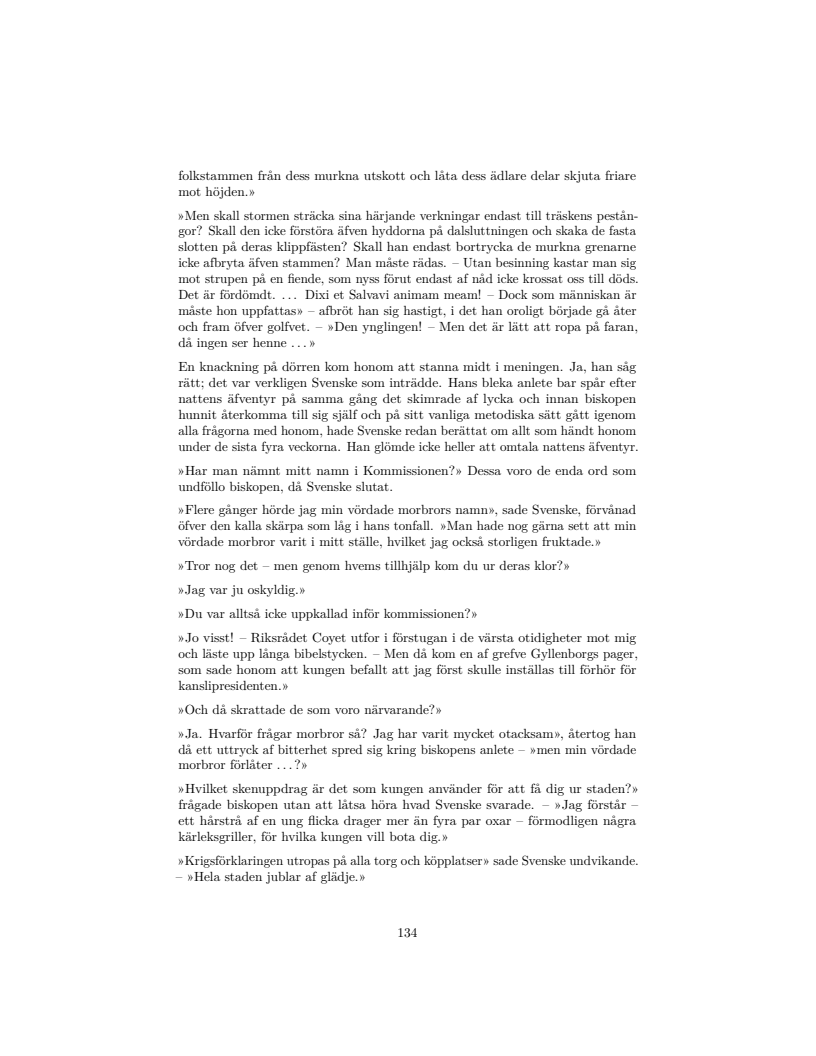 folkstammen från dess murkna utskott och låta dess ädlare delar skjuta friare
mot höjden.»
»Men skall stormen sträcka sina härjande verkningar endast till träskens pestån-
gor? Skall den icke förstöra äfven hyddorna på dalsluttningen och skaka de fasta
slotten på deras klippfästen? Skall han endast bortrycka de murkna grenarne
icke afbryta äfven stammen? Man måste rädas. – Utan besinning kastar man sig
mot strupen på en fiende, som nyss förut endast af nåd icke krossat oss till döds.
Det är fördömdt. ... Dixi et Salvavi animam meam! – Dock som människan är
måste hon uppfattas» – afbröt han sig hastigt, i det han oroligt började gå åter
och fram öfver golfvet. – »Den ynglingen! – Men det är lätt att ropa på faran,
då ingen ser henne ...»
En knackning på dörren kom honom att stanna midt i meningen. Ja, han såg
rätt; det var verkligen Svenske som inträdde. Hans bleka anlete bar spår efter
nattens äfventyr på samma gång det skimrade af lycka och innan biskopen
hunnit återkomma till sig själf och på sitt vanliga metodiska sätt gått igenom
alla frågorna med honom, hade Svenske redan berättat om allt som händt honom
under de sista fyra veckorna. Han glömde icke heller att omtala nattens äfventyr.
»Har man nämnt mitt namn i Kommissionen?» Dessa voro de enda ord som
undföllo biskopen, då Svenske slutat.
»Flere gånger hörde jag min vördade morbrors namn», sade Svenske, förvånad
öfver den kalla skärpa som låg i hans tonfall. »Man hade nog gärna sett att min
vördade morbror varit i mitt ställe, hvilket jag också storligen fruktade.»
»Tror nog det – men genom hvems tillhjälp kom du ur deras klor?»
»Jag var ju oskyldig.»
»Du var alltså icke uppkallad inför kommissionen?»
»Jo visst! – Riksrådet Coyet utfor i förstugan i de värsta otidigheter mot mig
och läste upp långa bibelstycken. – Men då kom en af grefve Gyllenborgs pager,
som sade honom att kungen befallt att jag först skulle inställas till förhör för
kanslipresidenten.»
»Och då skrattade de som voro närvarande?»
»Ja. Hvarför frågar morbror så? Jag har varit mycket otacksam», återtog han
då ett uttryck af bitterhet spred sig kring biskopens anlete – »men min vördade
morbror förlåter ...?»
»Hvilket skenuppdrag är det som kungen använder för att få dig ur staden?»
frågade biskopen utan att låtsa höra hvad Svenske svarade. – »Jag förstår –
ett hårstrå af en ung flicka drager mer än fyra par oxar – förmodligen några
kärleksgriller, för hvilka kungen vill bota dig.»
»Krigsförklaringen utropas på alla torg och köpplatser» sade Svenske undvikande.
– »Hela staden jublar af glädje.»
134